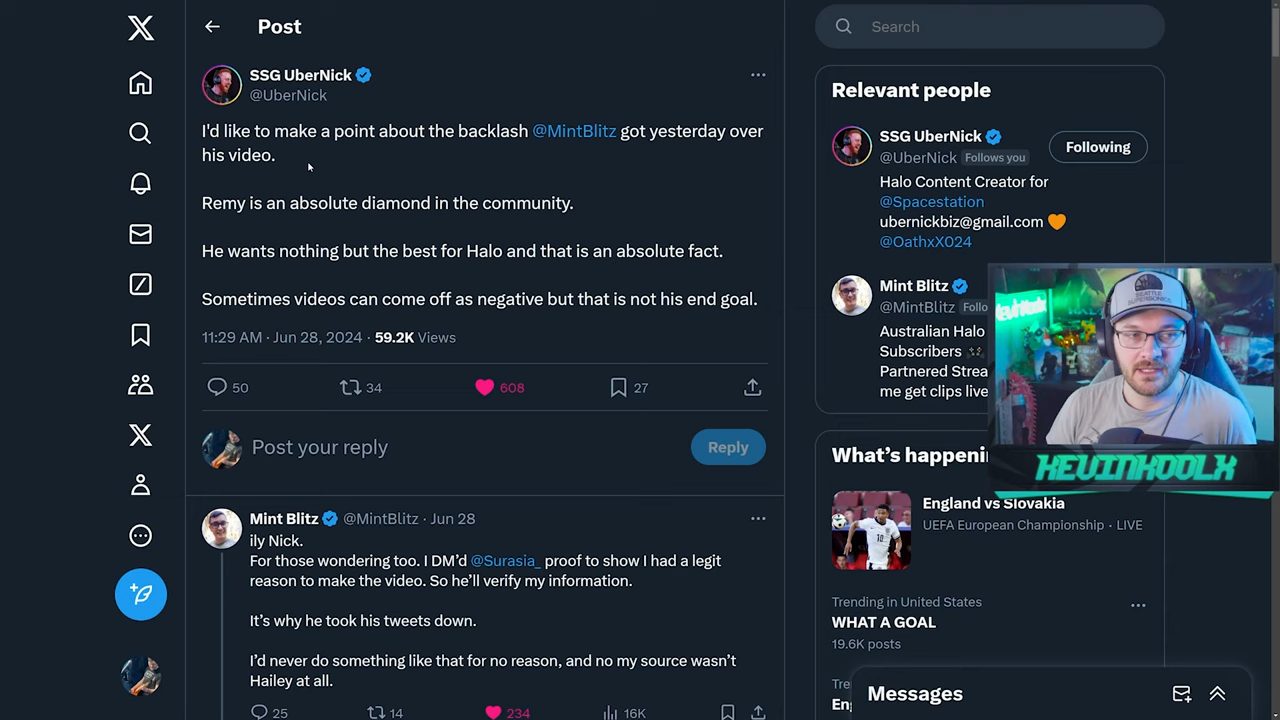 Post
Search
SSG UberNick
@UberNick
I'd like to make a point about the backlash @MintBlitz got yesterday over
his video.
Remy is an absolute diamond in the community.
He wants nothing but the best for Halo and that is an absolute fact.
Sometimes videos can come off as negative but that is not his end goal.
11:29 AM · Jun 28, 2024 · 59.2K Views
50 34 608 27
Post your reply
Reply
Mint Blitz @MintBlitz · Jun 28
ily Nick.
For those wondering too. I DM'd @Surasia_ proof to show I had a legit
reason to make the video. So he'll verify my information.
It's why he took his tweets down.
I'd never do something like that for no reason, and no my source wasn't
Hailey at all.
25 14 234 16K
Relevant people
SSG UberNick
@UberNick Follows you
Following
Halo Content Creator for
@Spacestation
ubernickbiz@gmail.com 🧡
@OathxX024
Mint Blitz
@MintBlitz Follo
Australian Halo
Subscribers
Partnered Strea
me get clips live
KEVINKOOLX
What's happeni
England vs Slovakia
UEFA European Championship · LIVE
Trending in United States
WHAT A GOAL
19.6K posts
Tre
En
Messages